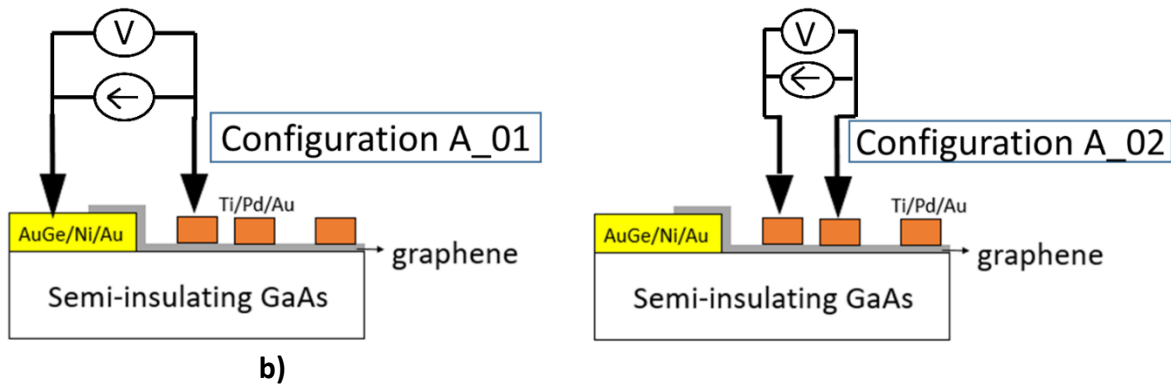 V
Configuration A_01
Ti/Pd/Au
AuGe/Ni/Au
graphene
Semi-insulating GaAs
b)
V
Configuration A_02
Ti/Pd/Au
AuGe/Ni/Au
graphene
Semi-insulating GaAs